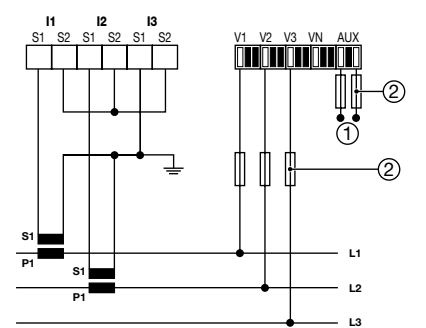 I1 I2 I3
S1 S2 S1 S2 S1 S2
V1 V2 V3 VN AUX
2
1
2
S1
P1
L1
S1
P1
L2
L3